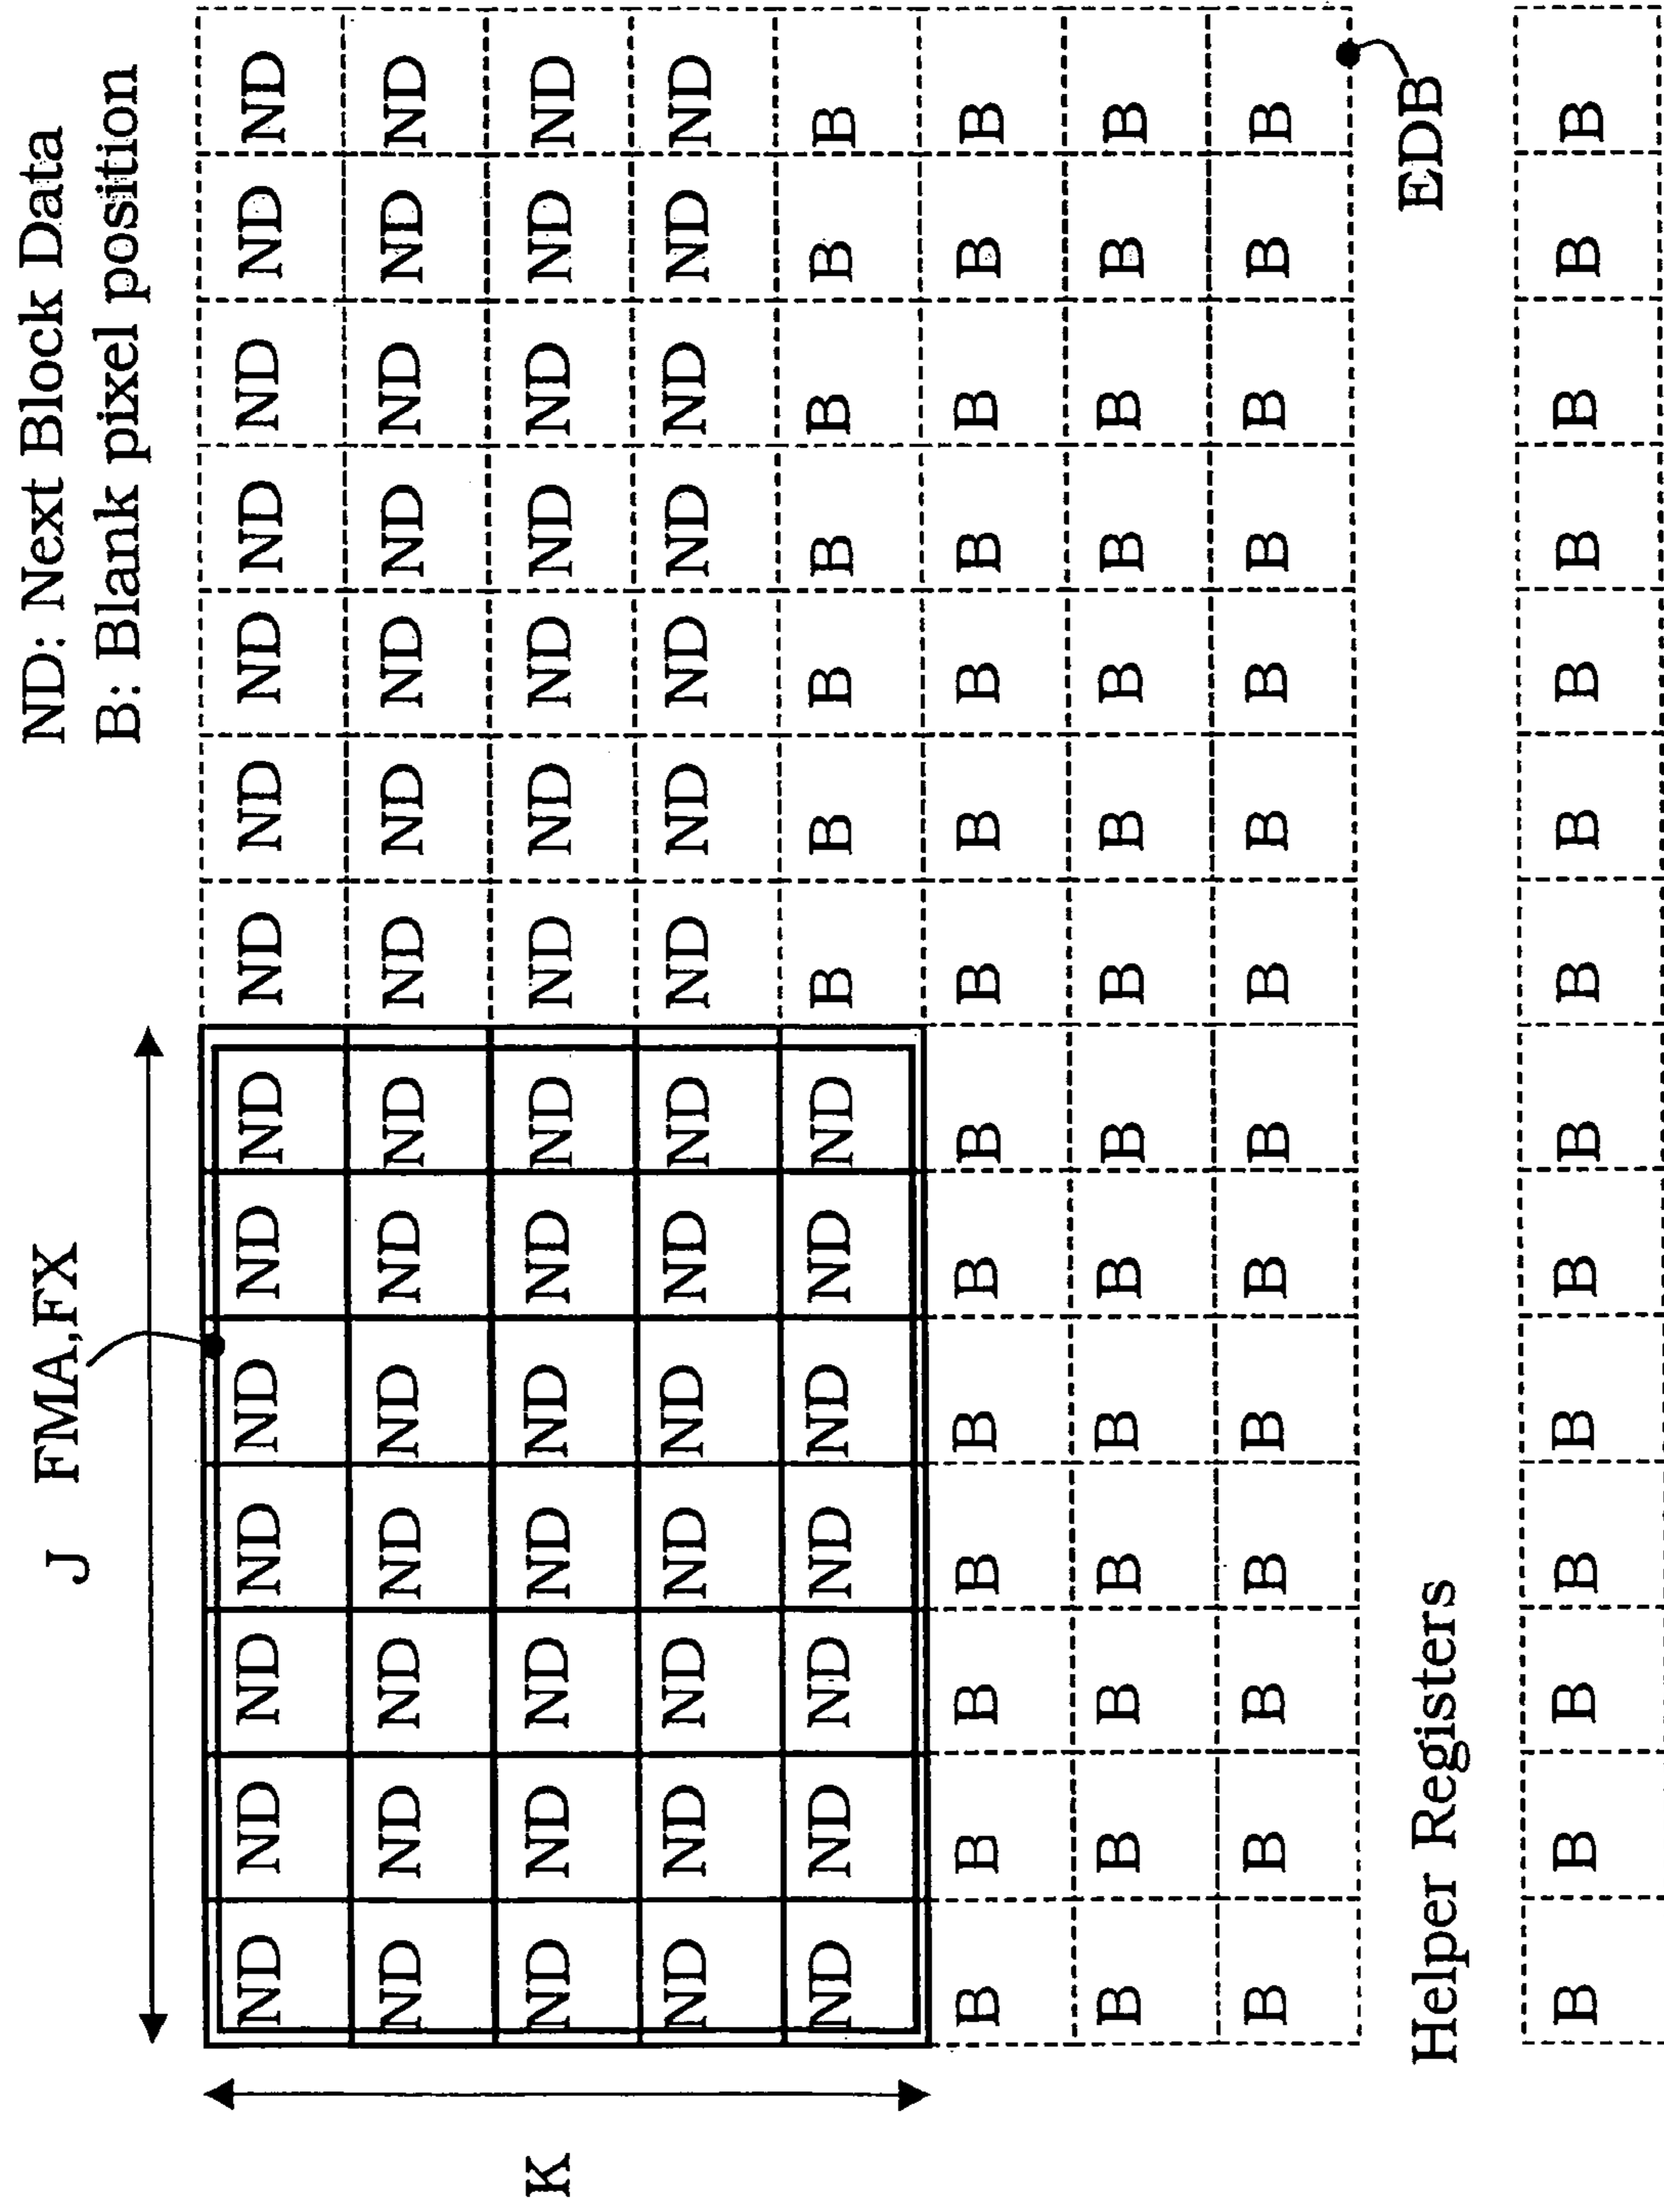 J FMA,FX
ND: Next Block Data
B: Blank pixel position
ND ND ND ND ND ND ND ND ND ND ND ND ND ND
ND ND ND ND ND ND ND ND ND ND ND ND ND ND
K
ND ND ND ND ND ND ND ND ND ND ND ND ND ND
ND ND ND ND ND ND ND ND ND ND ND ND ND ND
ND ND ND ND ND ND ND B B B B B B B
B B B B B B B B B B B B B B
B B B B B B B B B B B B B B
B B B B B B B B B B B B B B
EDB
Helper Registers
B B B B B B B B B B B B B B